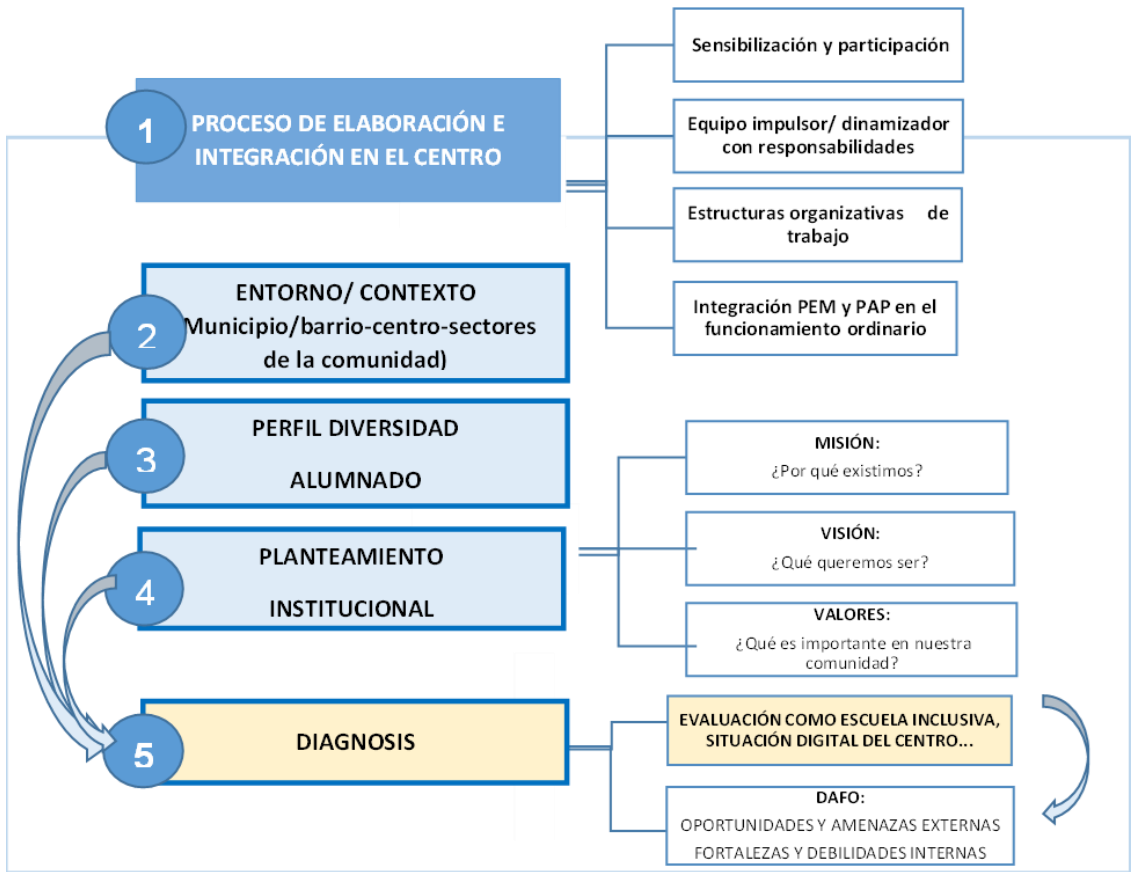 1
PROCESO DE ELABORACIÓN E
INTEGRACIÓN EN EL CENTRO
Sensibilización y participación
Equipo impulsor/ dinamizador
con responsabilidades
Estructuras organizativas de
trabajo
Integración PEM y PAP en el
funcionamiento ordinario
2
ENTORNO/ CONTEXTO
Municipio/barrio-centro-sectores
de la comunidad)
3
PERFIL DIVERSIDAD
ALUMNADO
4
PLANTEAMIENTO
INSTITUCIONAL
MISIÓN:
¿Por qué existimos?
VISIÓN:
¿Qué queremos ser?
VALORES:
¿Qué es importante en nuestra
comunidad?
5
DIAGNOSIS
EVALUACIÓN COMO ESCUELA INCLUSIVA,
SITUACIÓN DIGITAL DEL CENTRO...
DAFO:
OPORTUNIDADES Y AMENAZAS EXTERNAS
FORTALEZAS Y DEBILIDADES INTERNAS